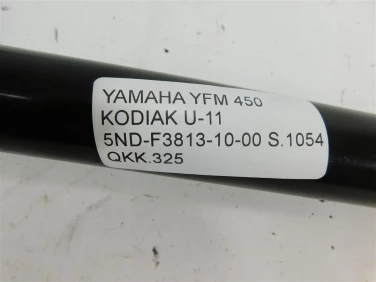 YAMAHA YFM 450
KODIAK U-11
5ND-F3813-10-00 S.1054
QKK.325